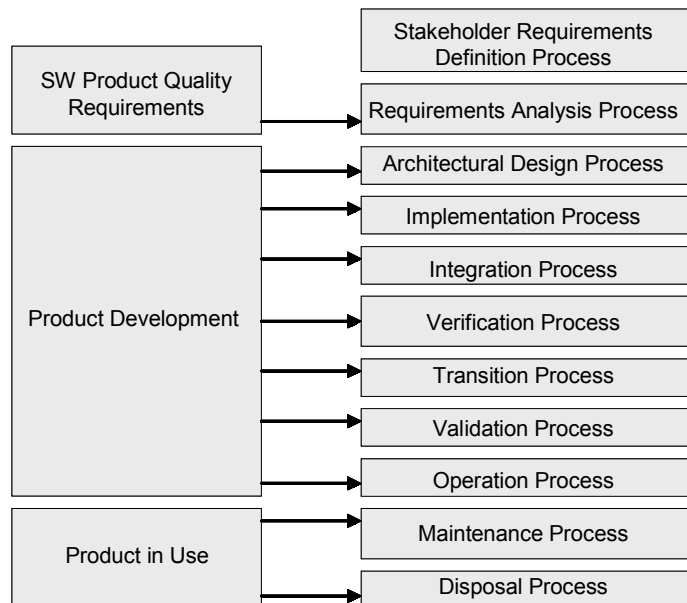 SW Product Quality
Requirements
Product Development
Product in Use
Stakeholder Requirements
Definition Process
Requirements Analysis Process
Architectural Design Process
Implementation Process
Integration Process
Verification Process
Transition Process
Validation Process
Operation Process
Maintenance Process
Disposal Process